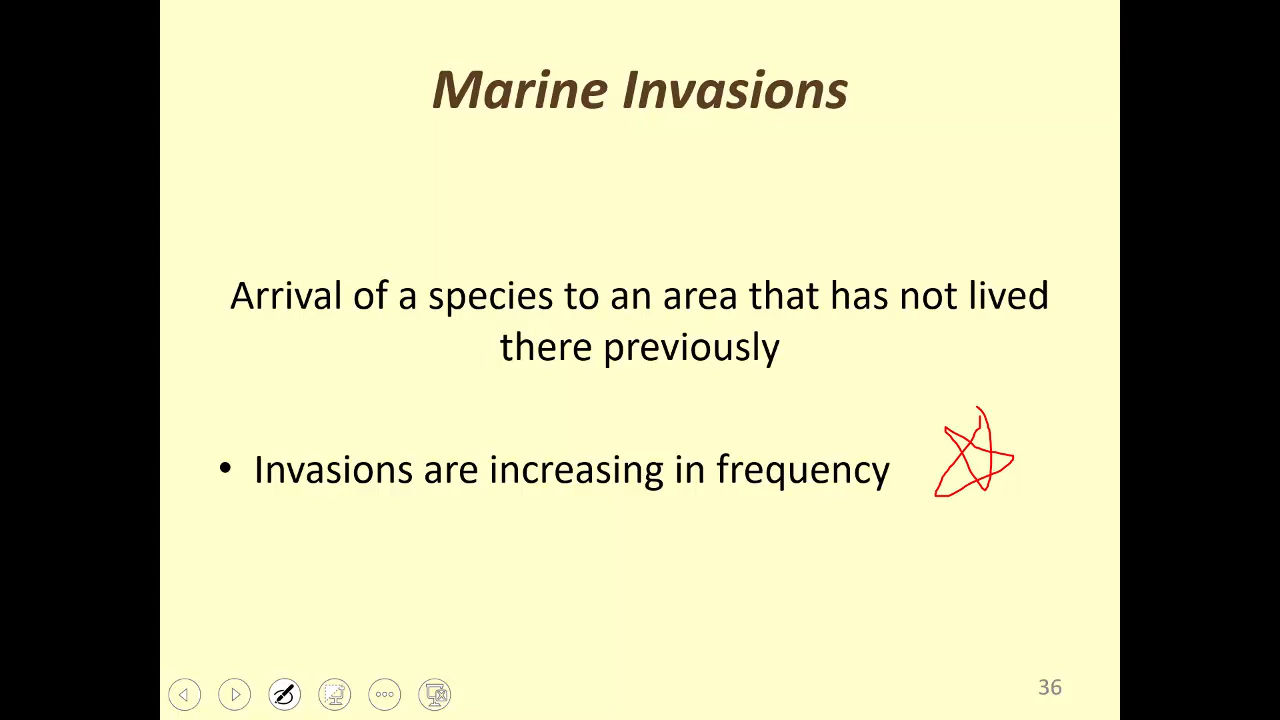 Marine Invasions
Arrival of a species to an area that has not lived
there previously
• Invasions are increasing in frequency
36